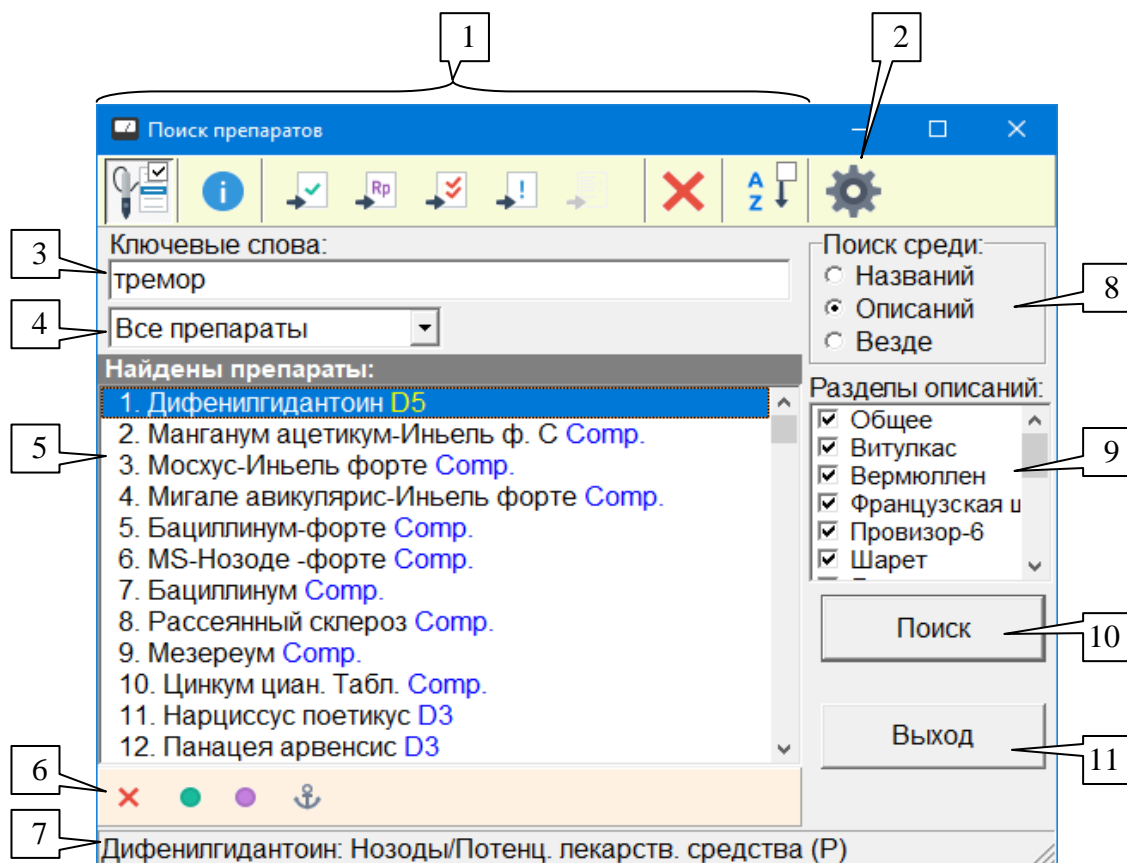 1
2
Поиск препаратов
i
Rp
!
A
Z
3
Ключевые слова:
тремор
4
Все препараты
Поиск среди:
Названий
Описаний
Везде
8
Найдены препараты:
5
1. Дифенилгидантоин D5
2. Манганум ацетикум-Иньель ф. С Comp.
3. Мосхус-Иньель форте Comp.
4. Мигале авикулярис-Иньель форте Comp.
5. Бациллинум-форте Comp.
6. MS-Нозоде -форте Comp.
7. Бациллинум Comp.
8. Рассеянный склероз Comp.
9. Мезереум Comp.
10. Цинкум циан. Табл. Comp.
11. Нарциссус поетикус D3
12. Панацея арвенсис D3
Разделы описаний:
Общее
Витулкас
Вермюллен
Французская ш
Провизор-6
Шарет
9
Поиск
10
Выход
11
6
7
Дифенилгидантоин: Нозоды/Потенц. лекарств. средства (P)